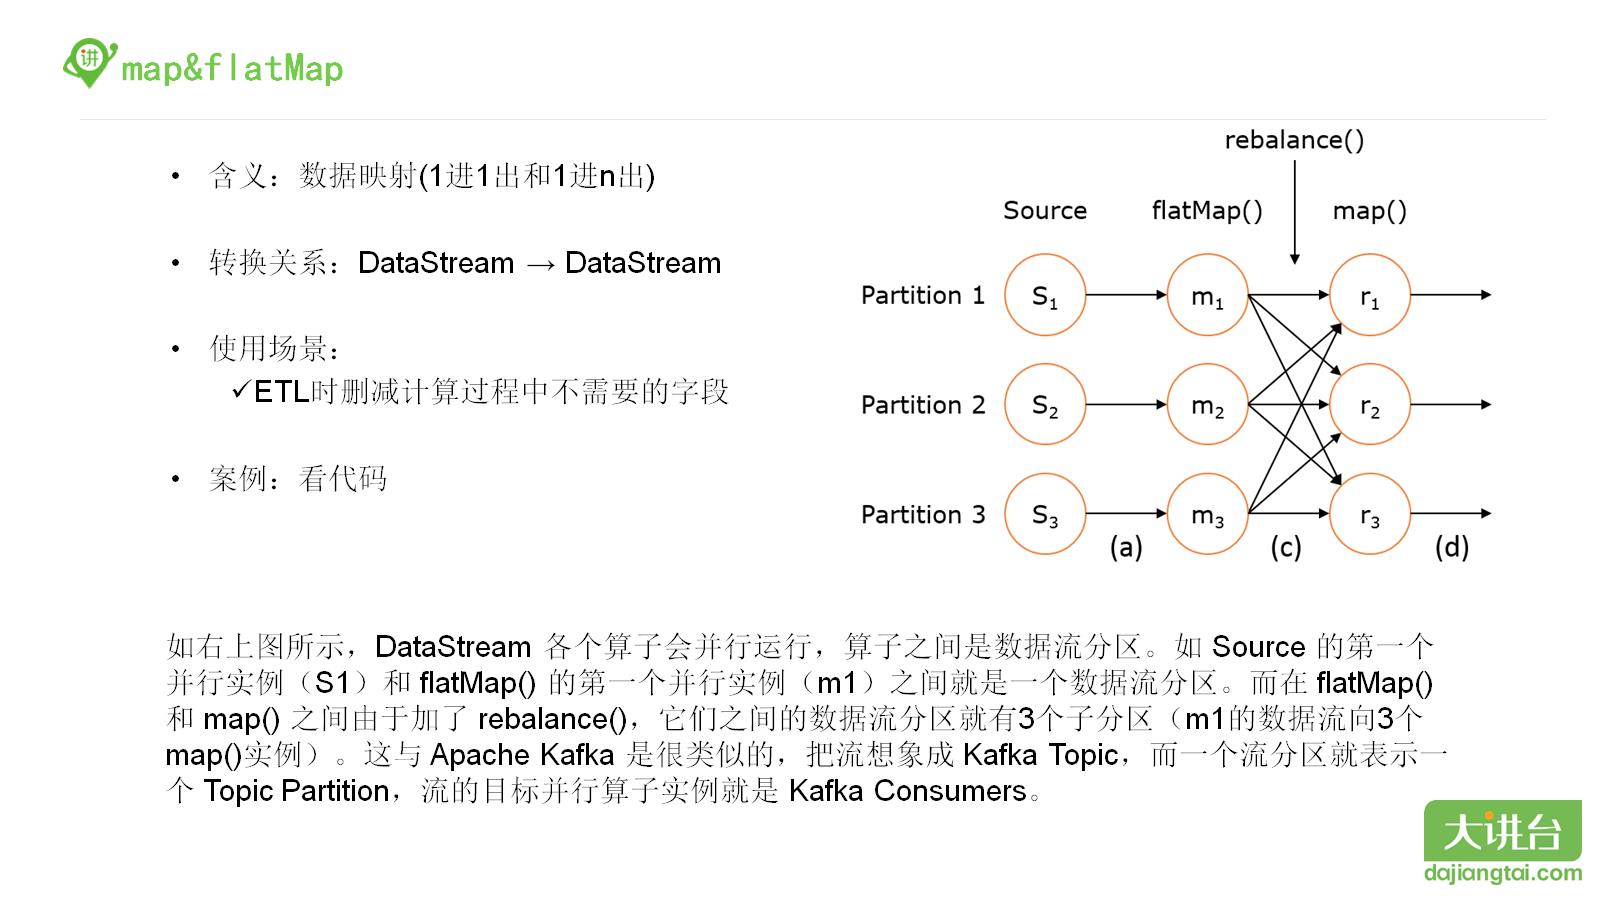 讲
map&flatMap
• 含义：数据映射(1进1出和1进n出)
• 转换关系：DataStream → DataStream
• 使用场景：
✓ETL时删减计算过程中不需要的字段
• 案例：看代码
rebalance()
Source flatMap() map()
Partition 1 S1 m1 r1
Partition 2 S2 m2 r2
Partition 3 S3 m3 r3
(a) (c) (d)
如右上图所示，DataStream 各个算子会并行运行，算子之间是数据流分区。如 Source 的第一个
并行实例（S1）和 flatMap() 的第一个并行实例（m1）之间就是一个数据流分区。而在 flatMap()
和 map() 之间由于加了 rebalance()，它们之间的数据流分区就有3个子分区（m1的数据流向3个
map()实例）。这与 Apache Kafka 是很类似的，把流想象成 Kafka Topic，而一个流分区就表示一
个 Topic Partition，流的目标并行算子实例就是 Kafka Consumers。
大讲台
dajiangtai.com